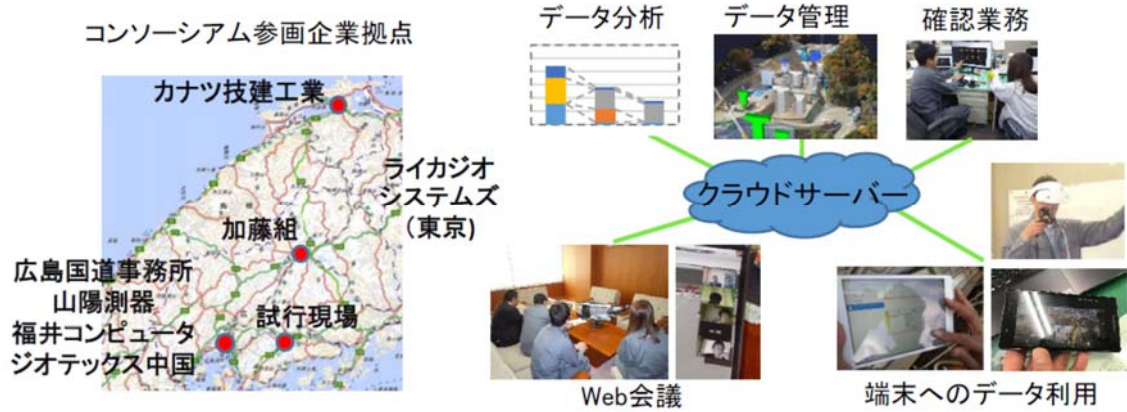 コンソーシアム参画企業拠点
カナツ技建工業
ライカジオ
システムズ
(東京)
加藤組
広島国道事務所
山陽測器
福井コンピュータ
ジオテックス中国
試行現場
データ分析
データ管理
確認業務
クラウドサーバー
Web会議
端末へのデータ利用